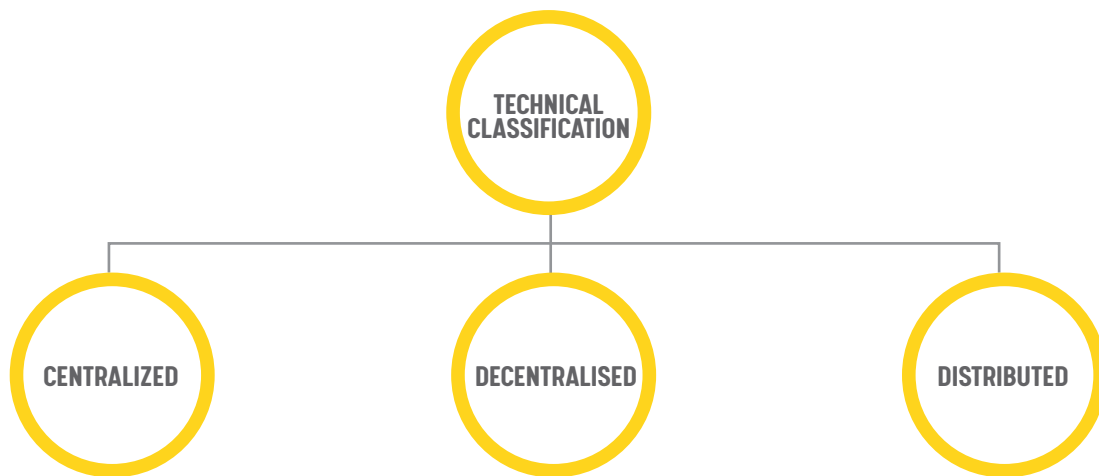 TECHNICAL
CLASSIFICATION
CENTRALIZED
DECENTRALISED
DISTRIBUTED